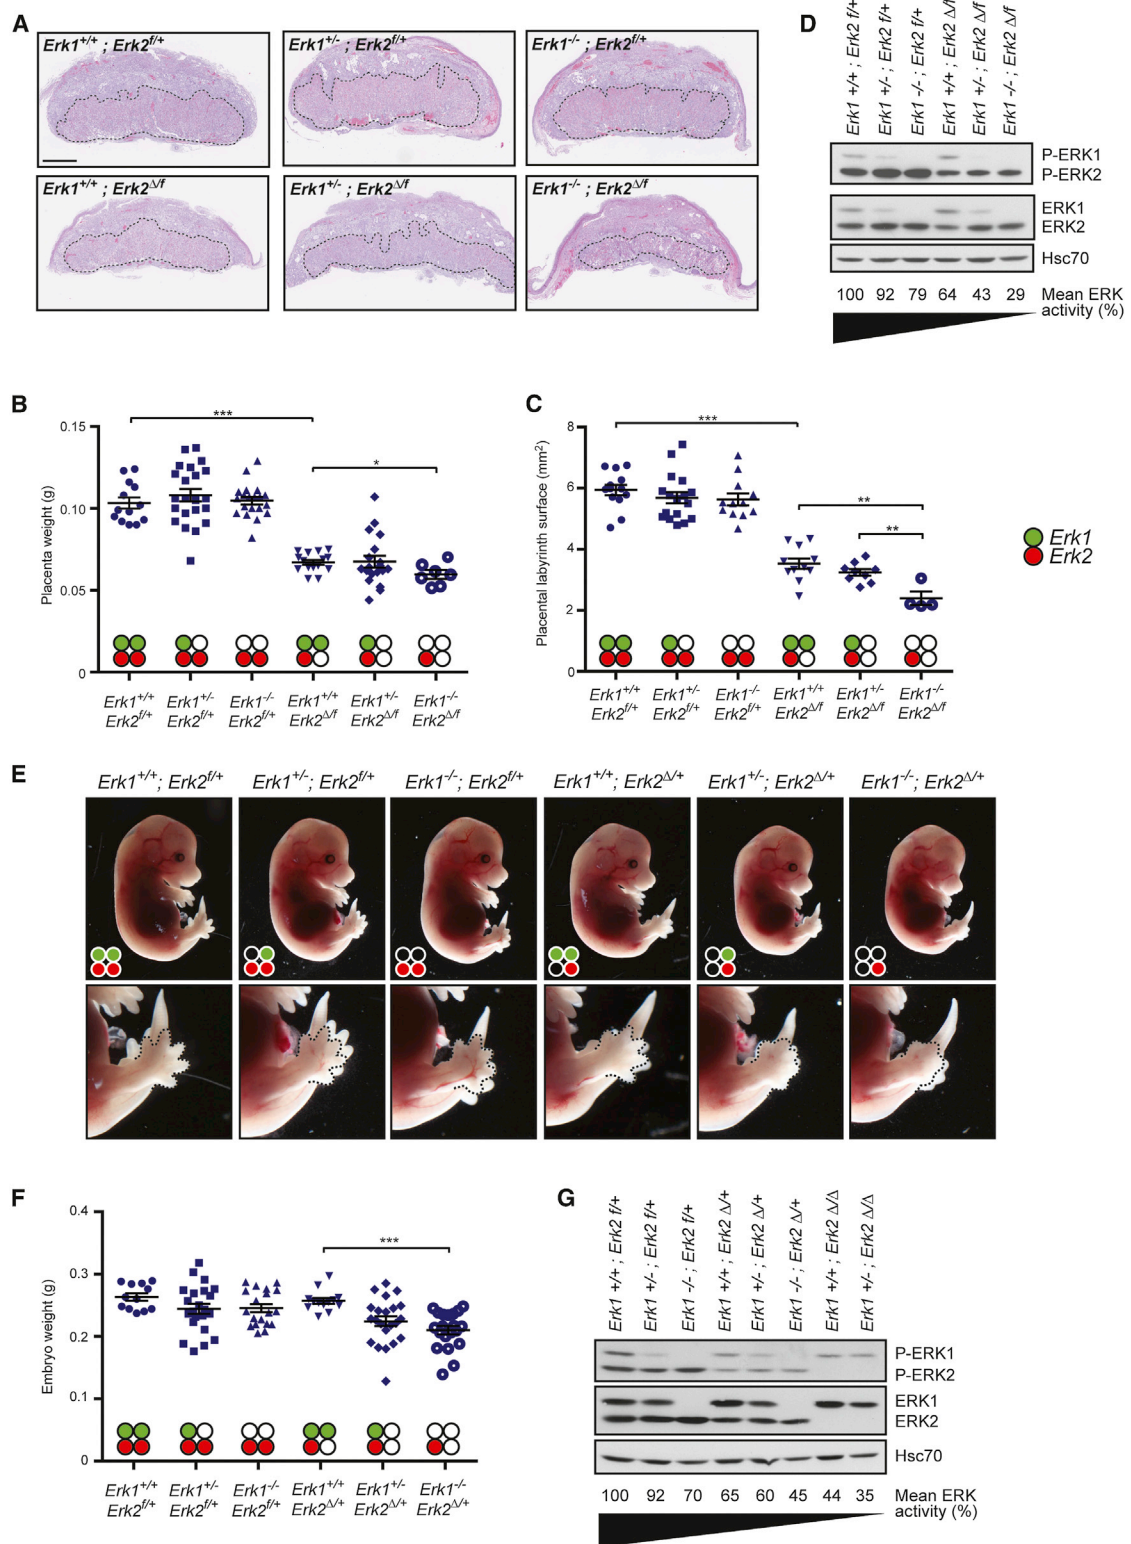 A
Erk1+/+ ; Erk2f/+
Erk1+/- ; Erk2f/+
Erk1-/- ; Erk2f/+
Erk1+/+ ; Erk2Δ/f
Erk1+/- ; Erk2Δ/f
Erk1-/- ; Erk2Δ/f
D
Erk1 +/+ ; Erk2 f/+
Erk1 +/- ; Erk2 f/+
Erk1 -/- ; Erk2 f/+
Erk1 +/+ ; Erk2 Δ/f
Erk1 +/- ; Erk2 Δ/f
Erk1 -/- ; Erk2 Δ/f
P-ERK1
P-ERK2
ERK1
ERK2
Hsc70
100 92 79 64 43 29 Mean ERK
activity (%)
B
Placenta weight (g)
0.15
0.10
0.05
0
***
*
Erk1+/+ Erk1+/- Erk1-/- Erk1+/+ Erk1+/- Erk1-/-
Erk2f/+ Erk2f/+ Erk2f/+ Erk2Δ/f Erk2Δ/f Erk2Δ/f
C
Placental labyrinth surface (mm2)
8
6
4
2
0
***
**
**
Erk1+/+ Erk1+/- Erk1-/- Erk1+/+ Erk1+/- Erk1-/-
Erk2f/+ Erk2f/+ Erk2f/+ Erk2Δ/f Erk2Δ/f Erk2Δ/f
Erk1
Erk2
E
Erk1+/+; Erk2f/+
Erk1+/-; Erk2f/+
Erk1-/-; Erk2f/+
Erk1+/+; Erk2Δ/+
Erk1+/-; Erk2Δ/+
Erk1-/-; Erk2Δ/+
F
Embryo weight (g)
0.4
0.3
0.2
0.1
0
***
Erk1+/+ Erk1+/- Erk1-/- Erk1+/+ Erk1+/- Erk1-/-
Erk2f/+ Erk2f/+ Erk2f/+ Erk2Δ/+ Erk2Δ/+ Erk2Δ/+
G
Erk1 +/+ ; Erk2 f/+
Erk1 +/- ; Erk2 f/+
Erk1 -/- ; Erk2 f/+
Erk1 +/+ ; Erk2 Δ/+
Erk1 +/- ; Erk2 Δ/+
Erk1 -/- ; Erk2 Δ/+
Erk1 +/+ ; Erk2 Δ/Δ
Erk1 +/- ; Erk2 Δ/Δ
P-ERK1
P-ERK2
ERK1
ERK2
Hsc70
100 92 70 65 60 45 44 35 Mean ERK
activity (%)